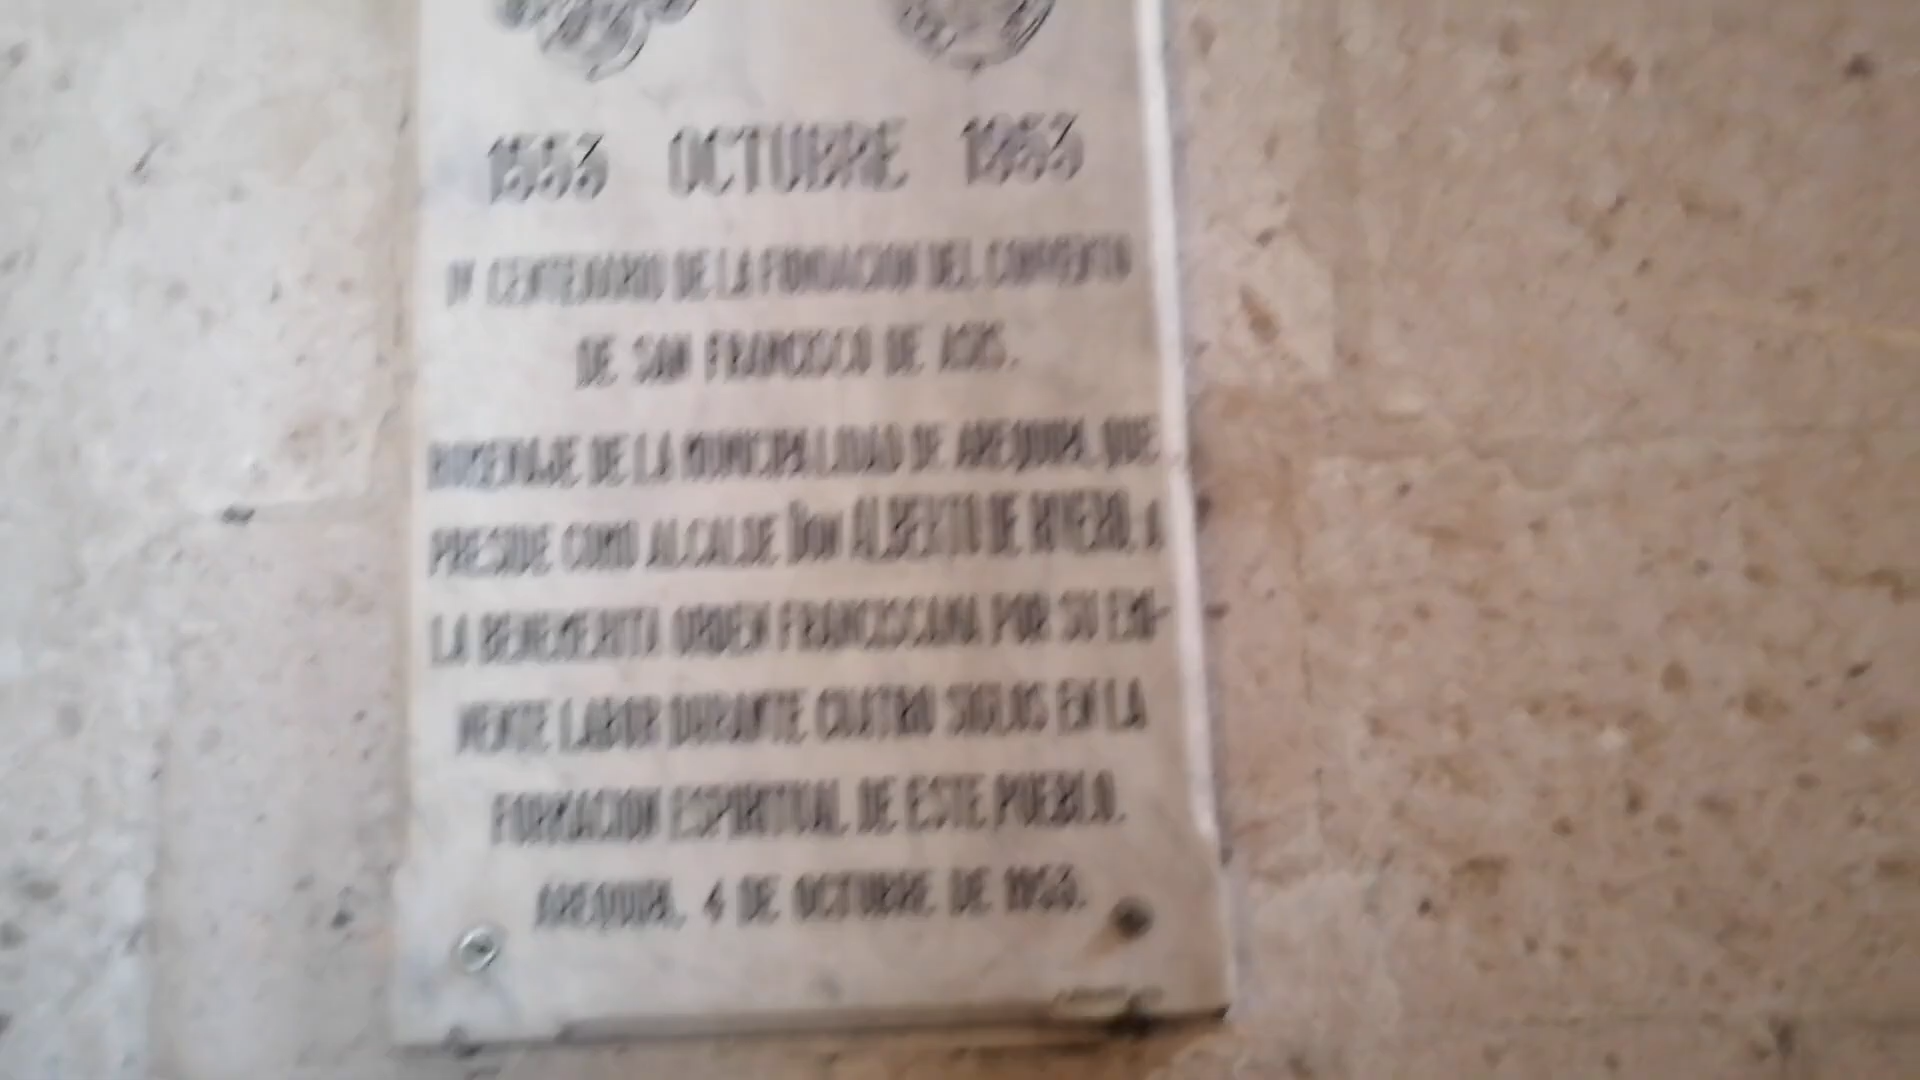 1553 OCTUBRE 1953
IV CENTENARIO DE LA FUNDACION DEL CONVENTO
DE SAN FRANCISCO DE ASIS.
HOMENAJE DE LA MUNICIPALIDAD DE AREQUIPA, QUE
PRESIDE COMO ALCALDE DON ALBERTO DE RIVERO, A
LA BENEMERITA ORDEN FRANCISCANA POR SU EMI-
NENTE LABOR DURANTE CUATRO SIGLOS EN LA
FORMACION ESPIRITUAL DE ESTE PUEBLO.
AREQUIPA, 4 DE OCTUBRE DE 1953.